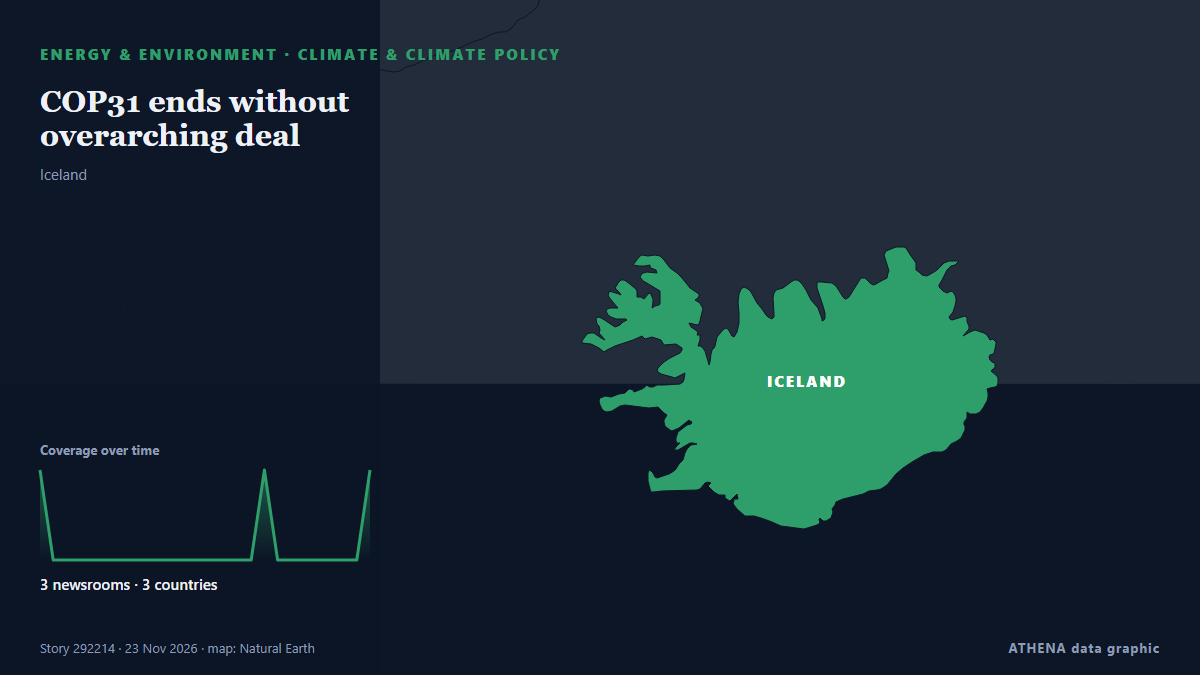 ENERGY & ENVIRONMENT · CLIMATE & CLIMATE POLICY
COP31 ends without
overarching deal
Iceland
ICELAND
Coverage over time
3 newsrooms · 3 countries
Story 292214 · 23 Nov 2026 · map: Natural Earth
ATHENA data graphic